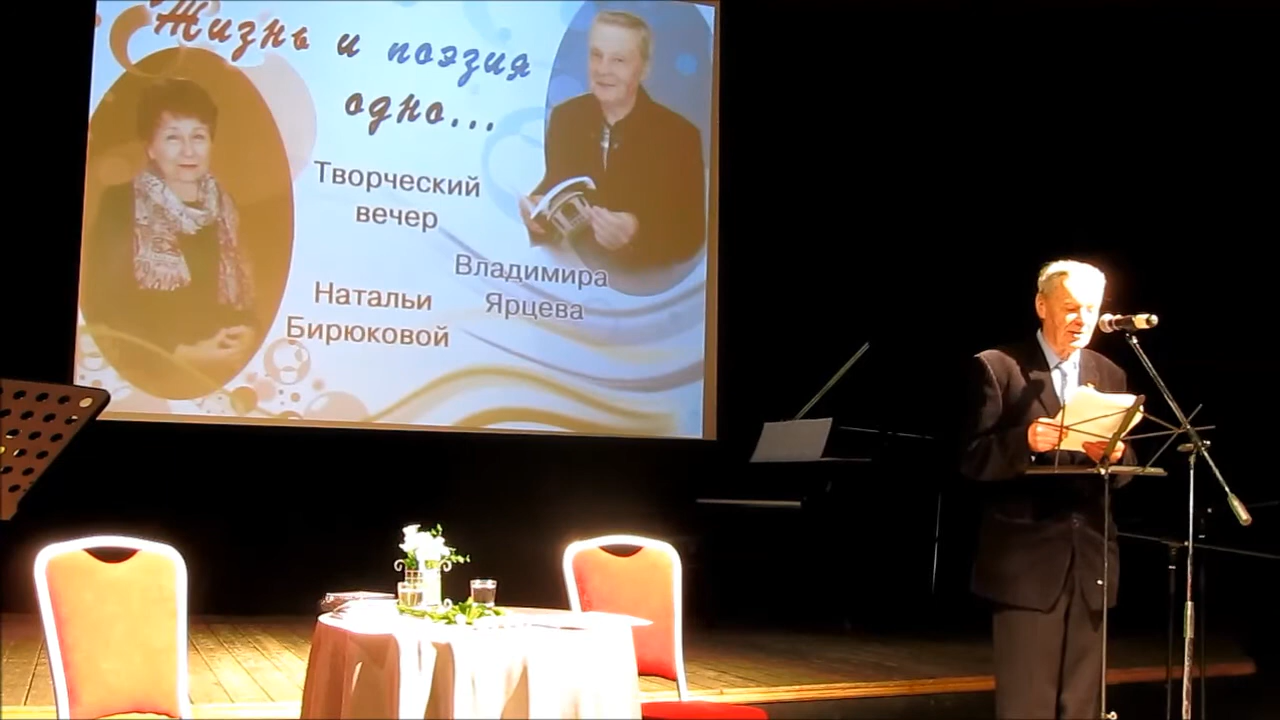 Жизнь и поэзия
одно...
Творческий
вечер
Владимира
Ярцева
Натальи
Бирюковой